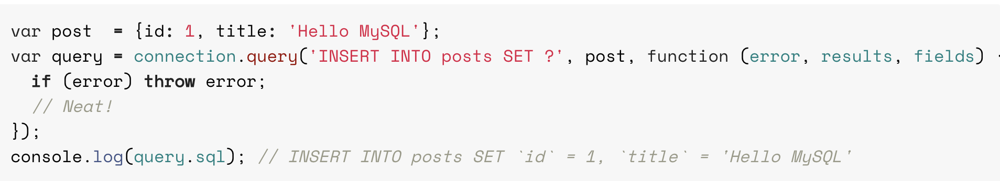 var post  = {id: 1, title: 'Hello MySQL'};
var query = connection.query('INSERT INTO posts SET ?', post, function (error, results, fields)
  if (error) throw error;
  // Neat!
});
console.log(query.sql); // INSERT INTO posts SET `id` = 1, `title` = 'Hello MySQL'